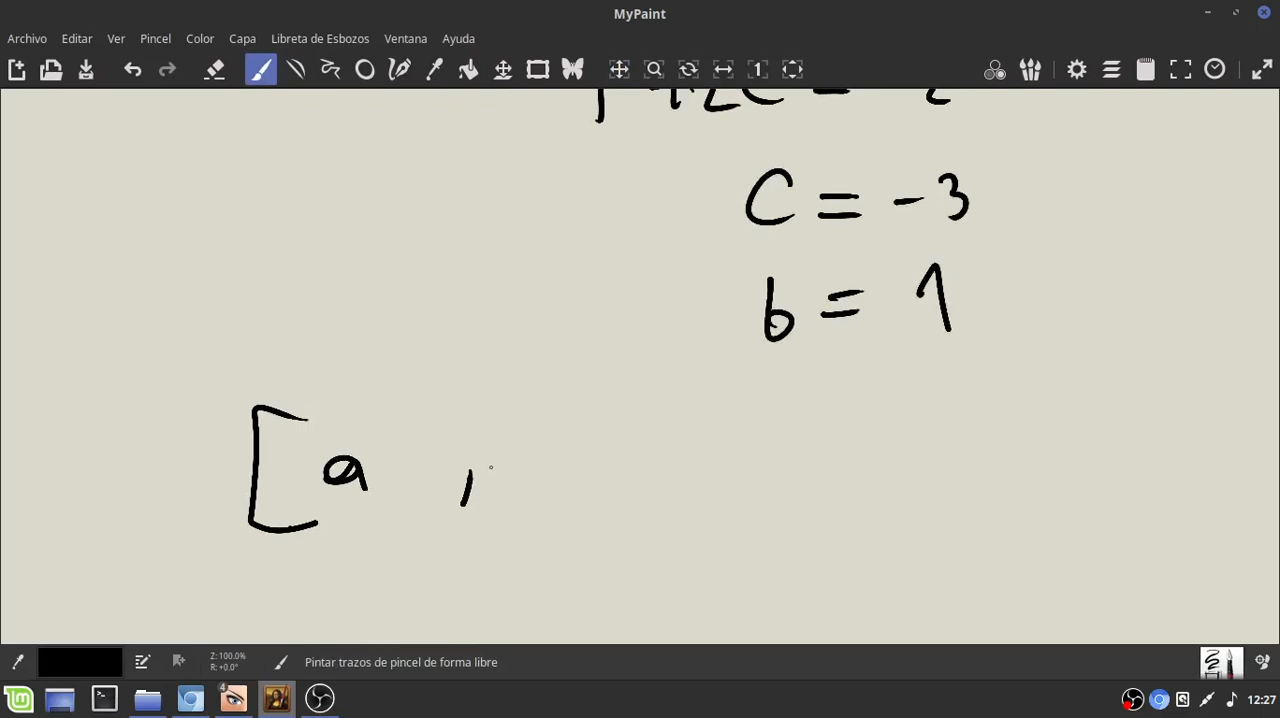 MyPaint
Archivo Editar Ver Pincel Color Capa Libreta de Esbozos Ventana Ayuda
C = -3
b = 1
[a ,
Z: 100.0%
R: +0.0°
Pintar trazos de pincel de forma libre
4
12:27